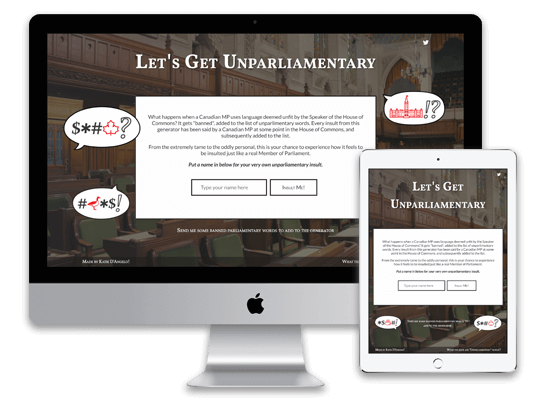 LET'S GET UNPARLIAMENTARY
$*#?
!?
#*$!
What happens when a Canadian MP uses language deemed unfit by the Speaker of the House of
Commons? It gets "banned", added to the list of unparliamentary words. Every insult from this
generator has been said by a Canadian MP at some point in the House of Commons, and
subsequently added to the list.
From the extremely tame to the oddly personal, this is your chance to experience how it feels to
be insulted just like a real Member of Parliament.
Put a name in below for your very own unparliamentary insult.
Type your name here
INSULT ME!
SEND ME SOME BANNED PARLIAMENTARY WORDS TO ADD TO THE GENERATOR
MADE BY KATIE D'ANGELO
WHAT
LET'S GET
UNPARLIAMENTARY
What happens when a Canadian MP uses language deemed unfit by the Speaker
of the House of Commons? It gets "banned", added to the list of unparliamentary
words. Every insult from this generator has been said by a Canadian MP at some
point in the House of Commons, and subsequently added to the list.
From the extremely tame to the oddly personal, this is your chance to experience
how it feels to be insulted just like a real Member of Parliament.
Put a name in below for your very own unparliamentary insult.
Type your name here
INSULT ME!